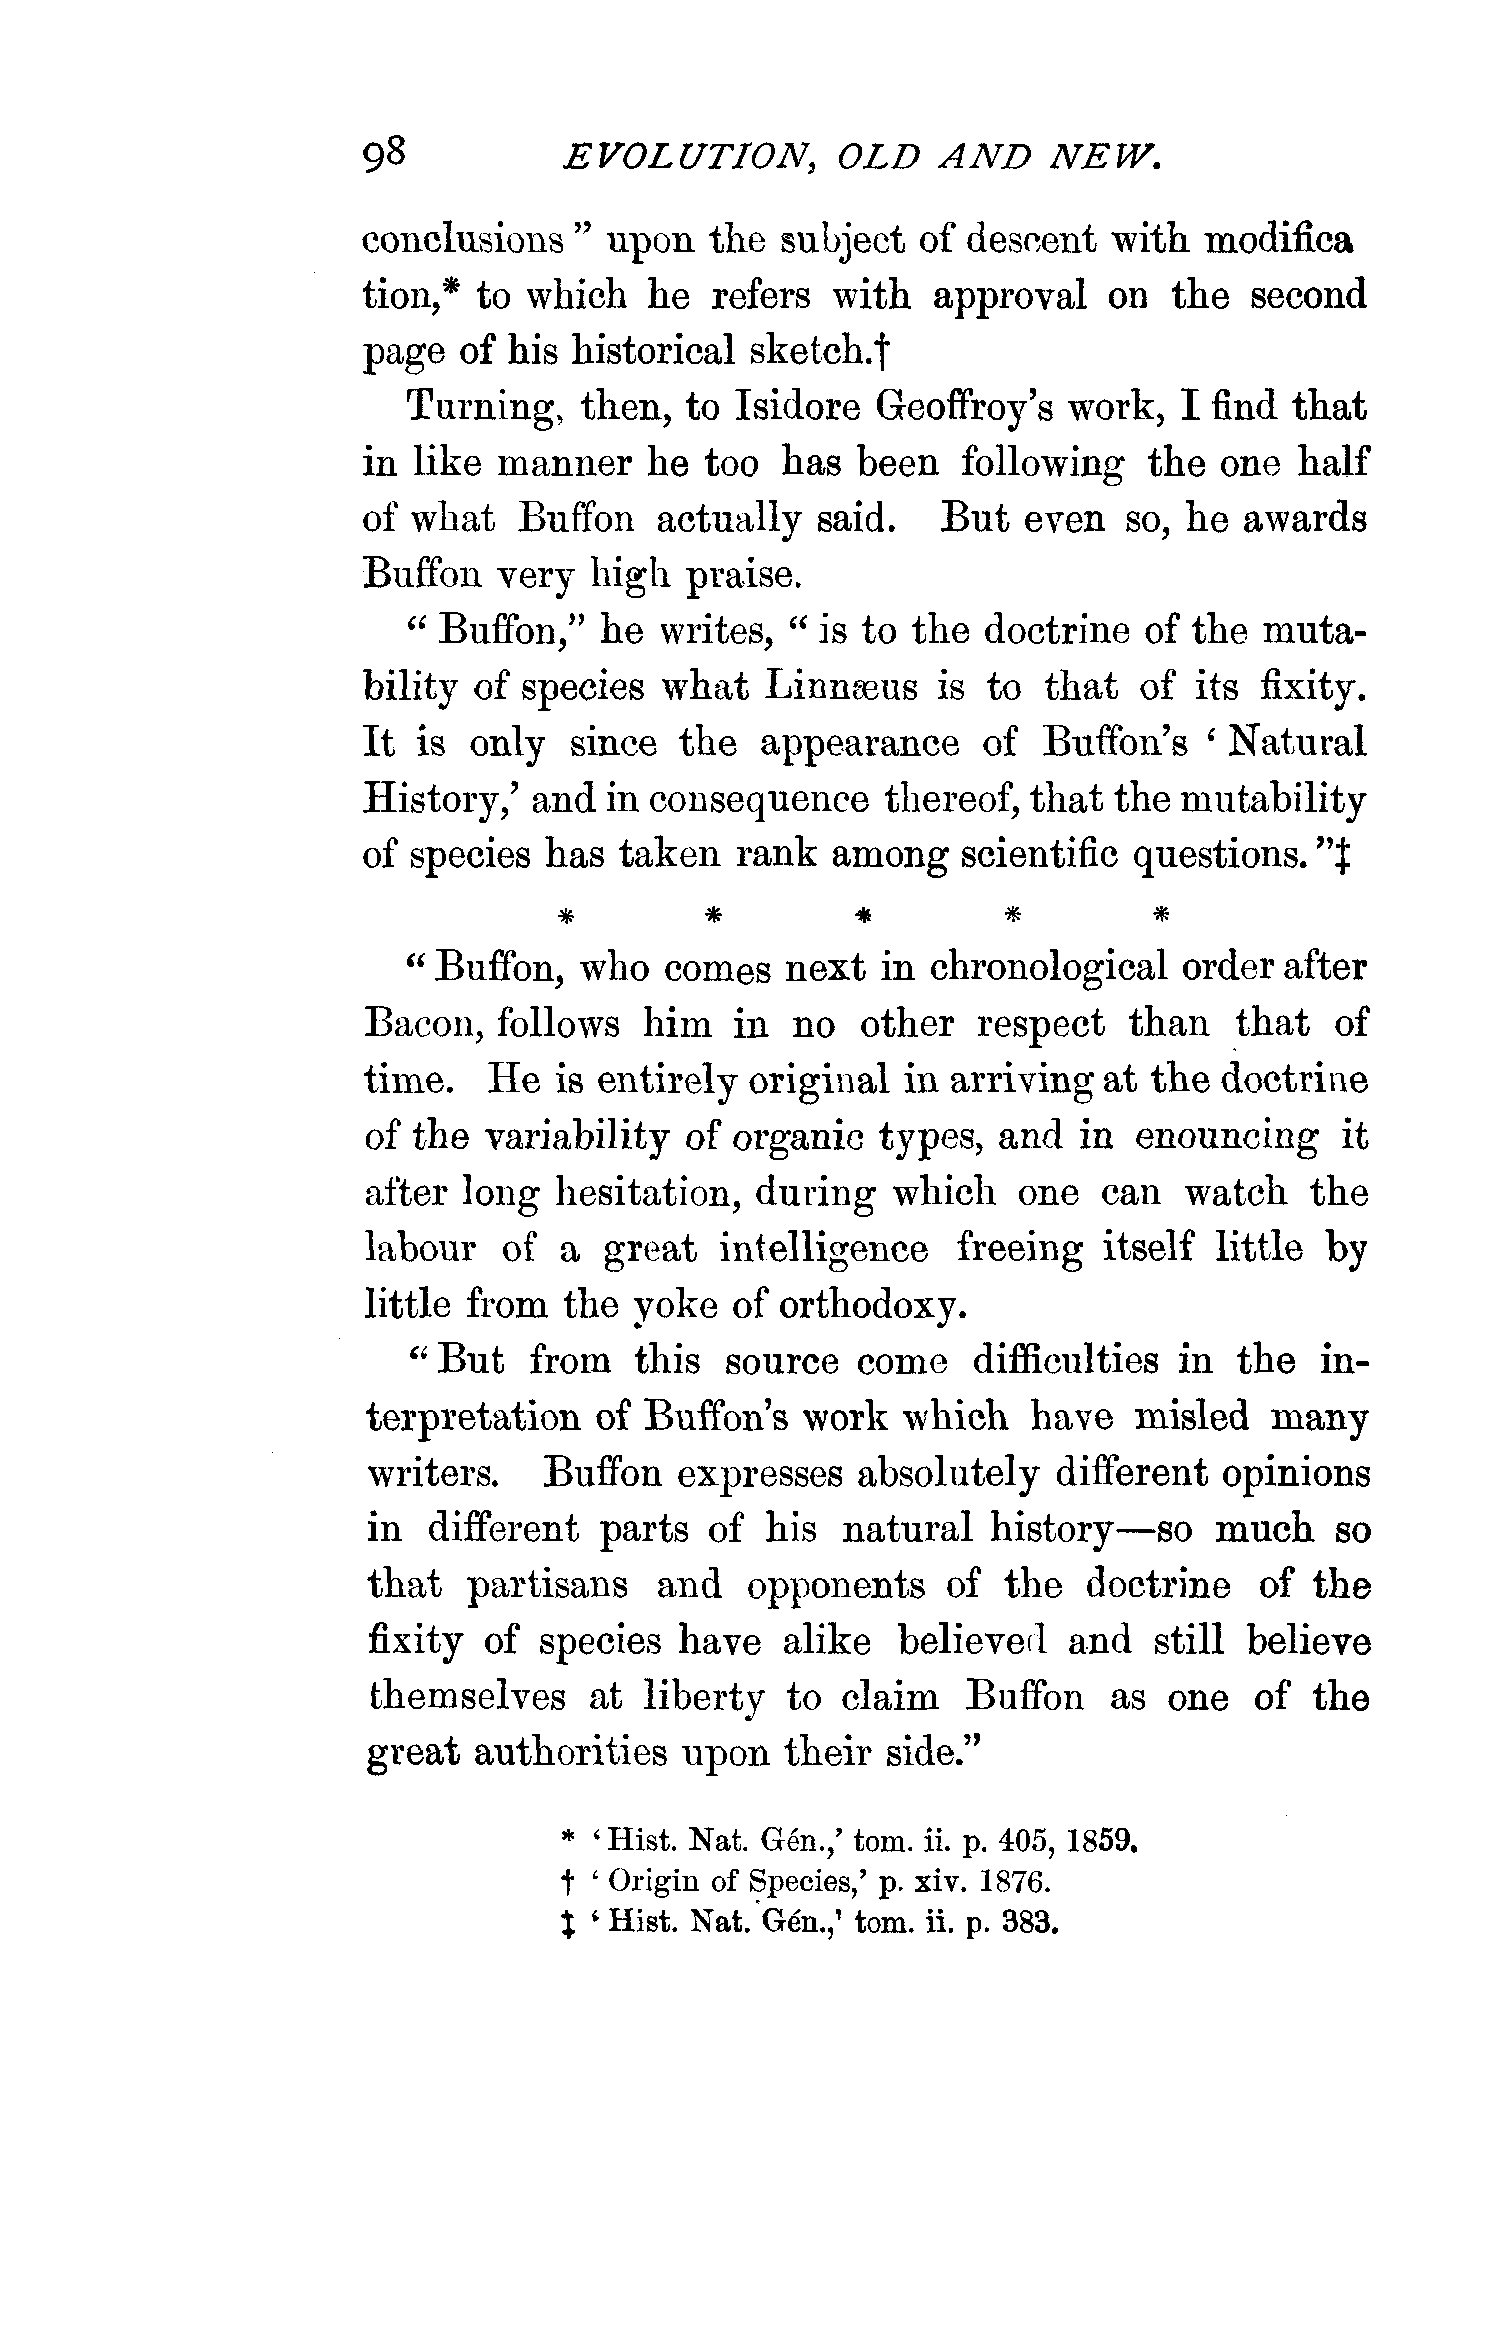 98 EVOLUTION, OLD AND NEW.
conclusions ” upon the subject of descent with modifica
tion,* to which he refers with approval on the second
page of his historical sketch.†
Turning, then, to Isidore Geoffroy's work, I find that
in like manner he too has been following the one half
of what Buffon actually said. But even so, he awards
Buffon very high praise.
“ Buffon,” he writes, “ is to the doctrine of the muta-
bility of species what Linnæus is to that of its fixity.
It is only since the appearance of Buffon's ‘ Natural
History,’ and in consequence thereof, that the mutability
of species has taken rank among scientific questions.”‡
* * * * *
“ Buffon, who comes next in chronological order after
Bacon, follows him in no other respect than that of
time. He is entirely original in arriving at the doctrine
of the variability of organic types, and in enouncing it
after long hesitation, during which one can watch the
labour of a great intelligence freeing itself little by
little from the yoke of orthodoxy.
“ But from this source come difficulties in the in-
terpretation of Buffon's work which have misled many
writers. Buffon expresses absolutely different opinions
in different parts of his natural history—so much so
that partisans and opponents of the doctrine of the
fixity of species have alike believed and still believe
themselves at liberty to claim Buffon as one of the
great authorities upon their side.”
* ‘ Hist. Nat. Gén.,’ tom. ii. p. 405, 1859.
† ‘ Origin of Species,’ p. xiv. 1876.
‡ ‘ Hist. Nat. Gén.,’ tom. ii. p. 383.